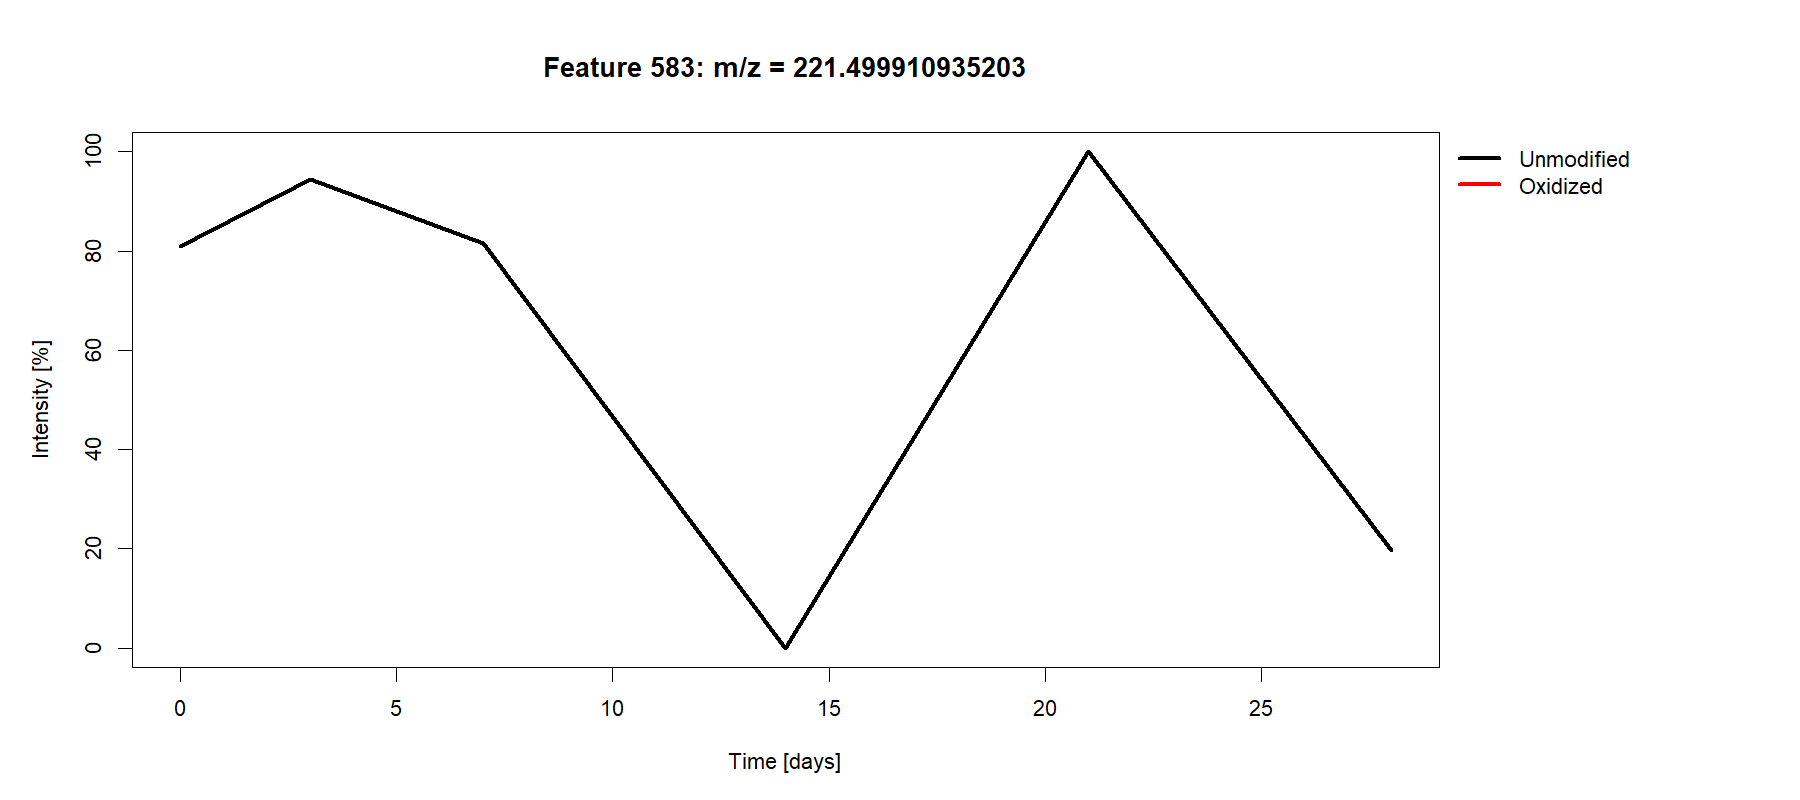 Feature 583: m/z = 221.499910935203
Unmodified
Oxidized
Intensity [%]
100
80
60
40
20
0
0 5 10 15 20 25
Time [days]